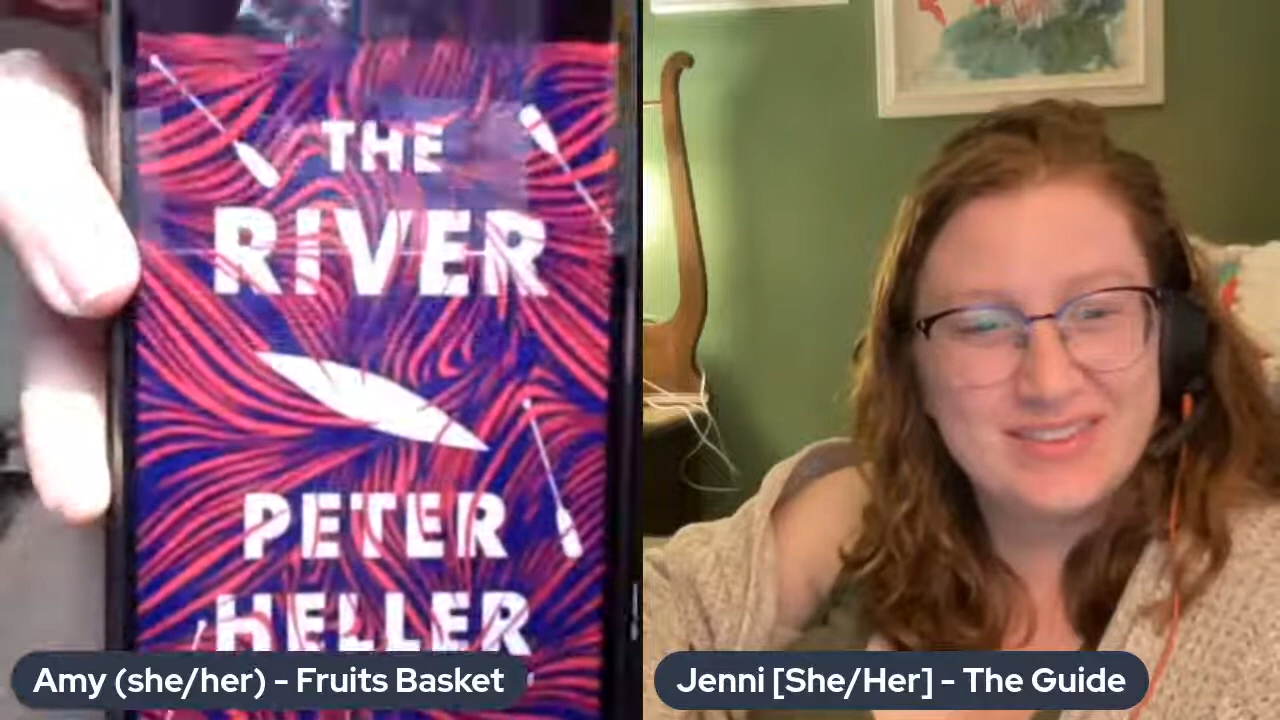 THE
RIVER
PETER
HELLER
Amy (she/her) - Fruits Basket
Jenni [She/Her] - The Guide